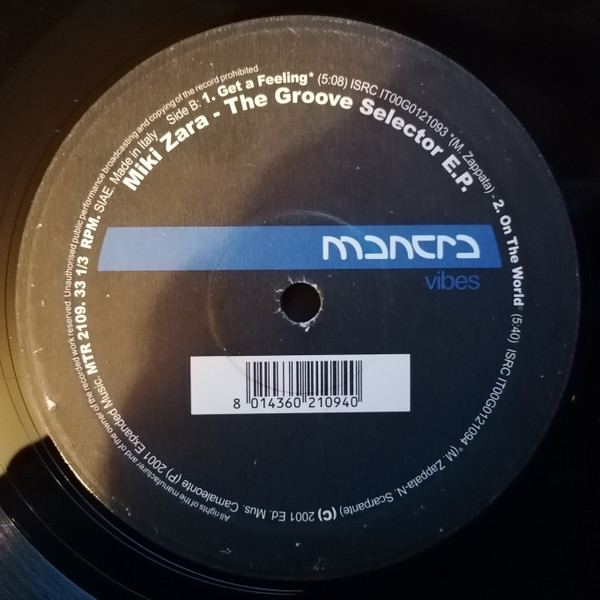 All rights of the manufacturer and of the owner of the recorded work reserved. Unauthorised public performance broadcasting and copying of the record prohibited
MTR 2109. 33 1/3 RPM. SIAE. Made in Italy Side B: 1. Get a Feeling* (5:08) ISRC IT00G0121093 *(M. Zappata) - 2. On The World° (5:40) ISRC IT00G0121094 °(M. Zappata-N. Scarpante) (C) 2001 Ed. Mus. Camaleonte (P) 2001 Expanded Music.
Miki Zara - The Groove Selector E.P.
mantra
vibes
8 014360 210940